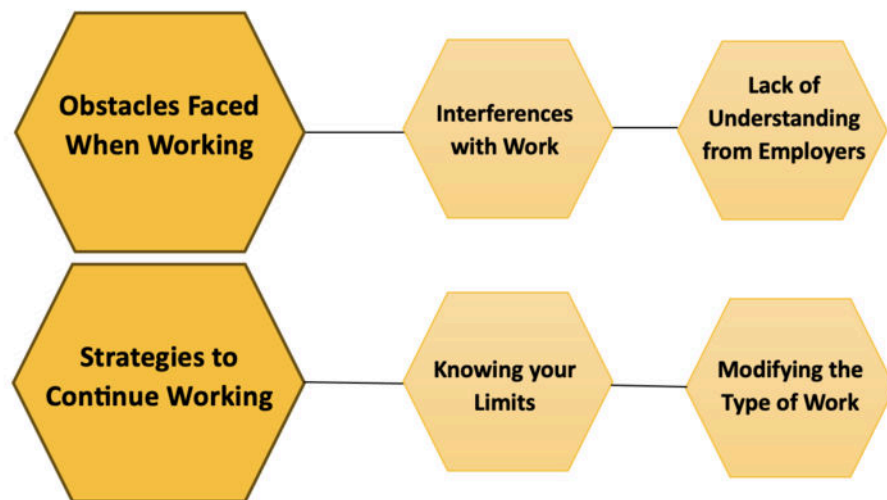 Obstacles Faced
When Working
Interferences
with Work
Lack of
Understanding
from Employers
Strategies to
Continue Working
Knowing your
Limits
Modifying the
Type of Work